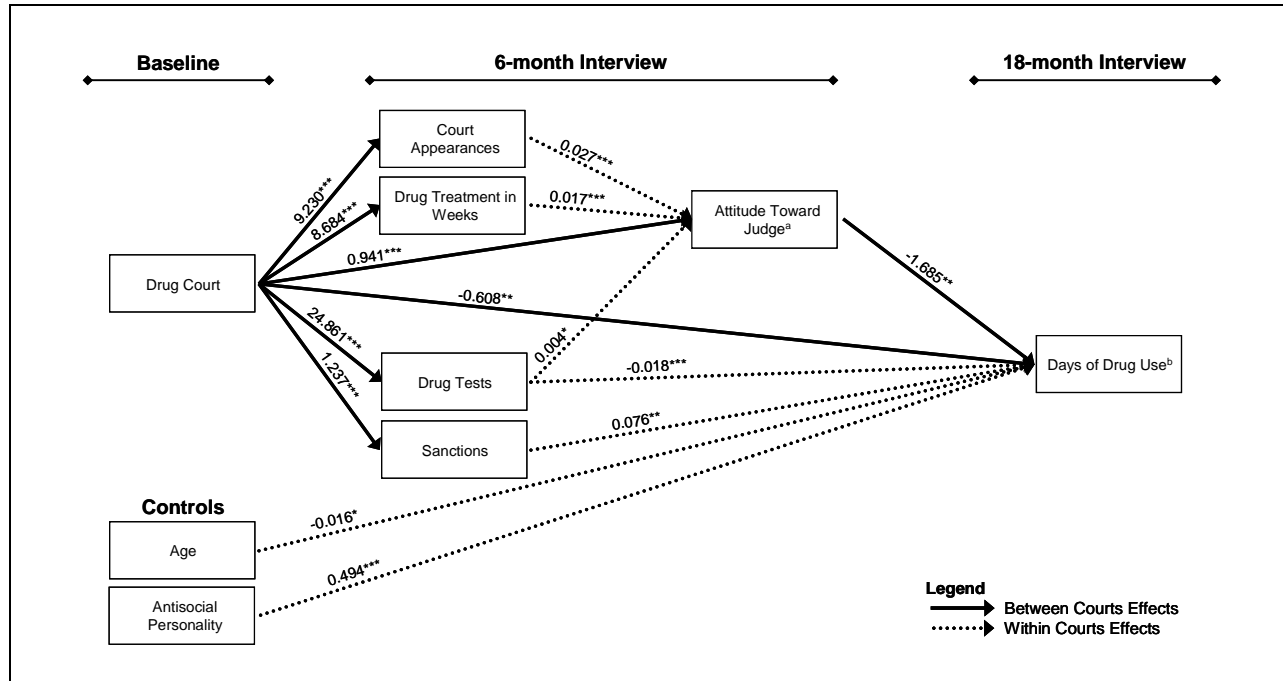 Baseline
6-month Interview
18-month Interview
Court
Appearances
0.027***
9.230***
Drug Treatment in
Weeks
0.017***
8.684***
Attitude Toward
Judgeᵃ
0.941***
-1.685**
Drug Court
-0.608**
24.861***
0.004*
1.237***
Drug Tests
-0.018***
Days of Drug Useᵇ
Sanctions
0.076**
Controls
Age
-0.016*
0.494***
Antisocial
Personality
Legend
Between Courts Effects
Within Courts Effects